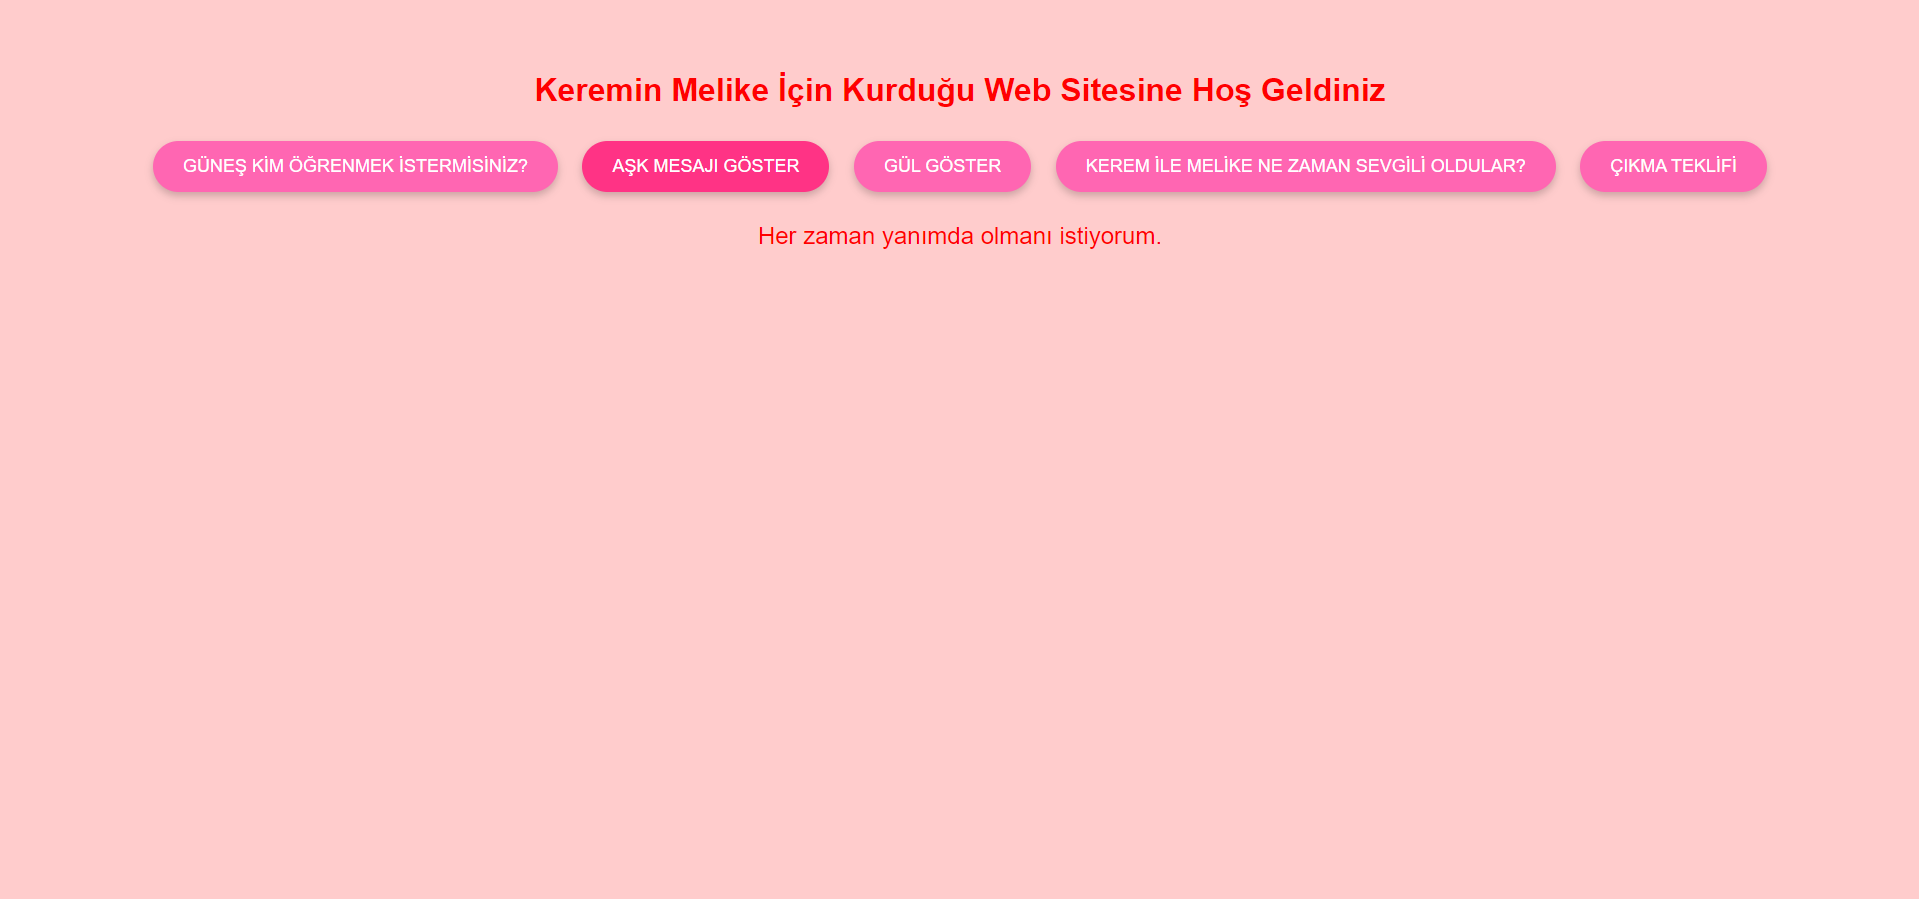 Keremin Melike İçin Kurduğu Web Sitesine Hoş Geldiniz
GÜNEŞ KİM ÖĞRENMEK İSTERMİSİNİZ? AŞK MESAJI GÖSTER GÜL GÖSTER KEREM İLE MELİKE NE ZAMAN SEVGİLİ OLDULAR? ÇIKMA TEKLİFİ
Her zaman yanımda olmanı istiyorum.